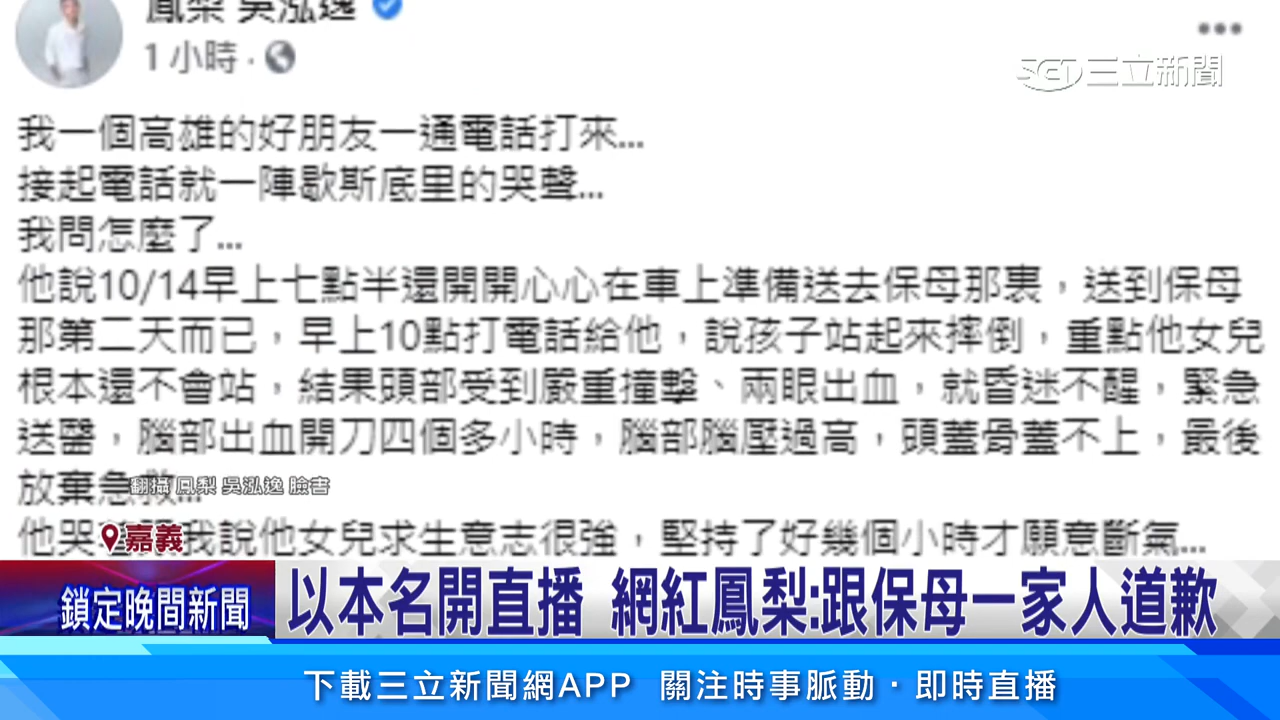 鳳梨 吳泓逸
1 小時 ·
SET 三立新聞
我一個高雄的好朋友一通電話打來...
接起電話就一陣歇斯底里的哭聲...
我問怎麼了...
他說10/14早上七點半還開開心心在車上準備送去保母那裏，送到保母
那第二天而已，早上10點打電話給他，說孩子站起來摔倒，重點他女兒
根本還不會站，結果頭部受到嚴重撞擊、兩眼出血，就昏迷不醒，緊急
送醫，腦部出血開刀四個多小時，腦部腦壓過高，頭蓋骨蓋不上，最後
放棄急救...
翻攝 鳳梨 吳泓逸 臉書
他哭 我說他女兒求生意志很強，堅持了好幾個小時才願意斷氣...
嘉義
鎖定晚間新聞
以本名開直播 網紅鳳梨:跟保母一家人道歉
下載三立新聞網APP 關注時事脈動・即時直播